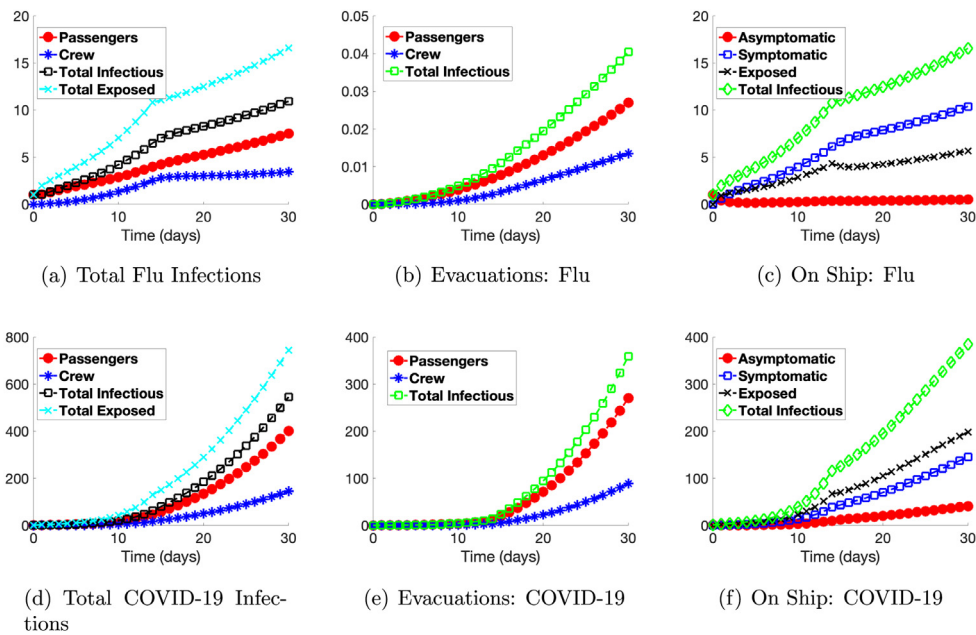 20
15
10
5
0
Passengers
Crew
Total Infectious
Total Exposed
0 10 20 30
Time (days)
(a) Total Flu Infections
0.05
0.04
0.03
0.02
0.01
0
Passengers
Crew
Total Infectious
0 10 20 30
Time (days)
(b) Evacuations: Flu
20
15
10
5
0
Asymptomatic
Symptomatic
Exposed
Total Infectious
0 10 20 30
Time (days)
(c) On Ship: Flu
800
600
400
200
0
Passengers
Crew
Total Infectious
Total Exposed
0 10 20 30
Time (days)
(d) Total COVID-19 Infec-
tions
400
300
200
100
0
Passengers
Crew
Total Infectious
0 10 20 30
Time (days)
(e) Evacuations: COVID-19
400
300
200
100
0
Asymptomatic
Symptomatic
Exposed
Total Infectious
0 10 20 30
Time (days)
(f) On Ship: COVID-19